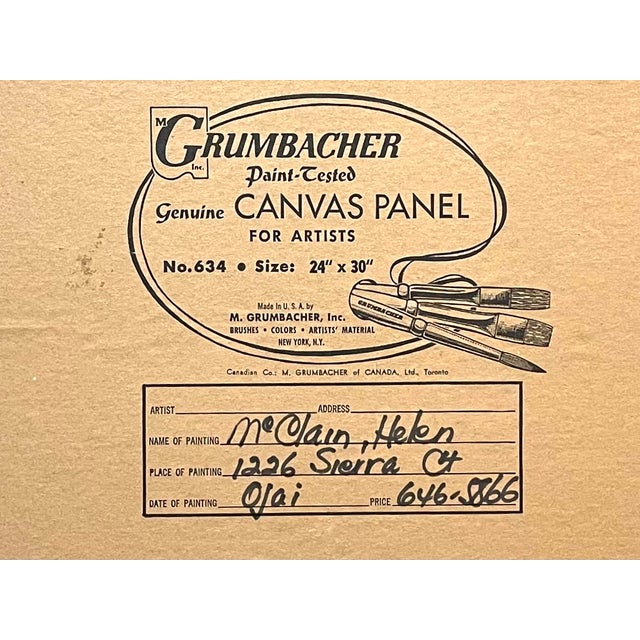 M GRUMBACHER Inc.
Paint-Tested
Genuine CANVAS PANEL
FOR ARTISTS
No. 634 • Size: 24" x 30"
GRUMBACHER
Made In U. S. A. by
M. GRUMBACHER, Inc.
BRUSHES • COLORS • ARTISTS' MATERIAL
NEW YORK, N.Y.
Canadian Co.: M. GRUMBACHER of CANADA, Ltd., Toronto
ARTIST ADDRESS
NAME OF PAINTING McClain, Helen
PLACE OF PAINTING 1226 Sierra Ct
DATE OF PAINTING Ojai PRICE 646-5866